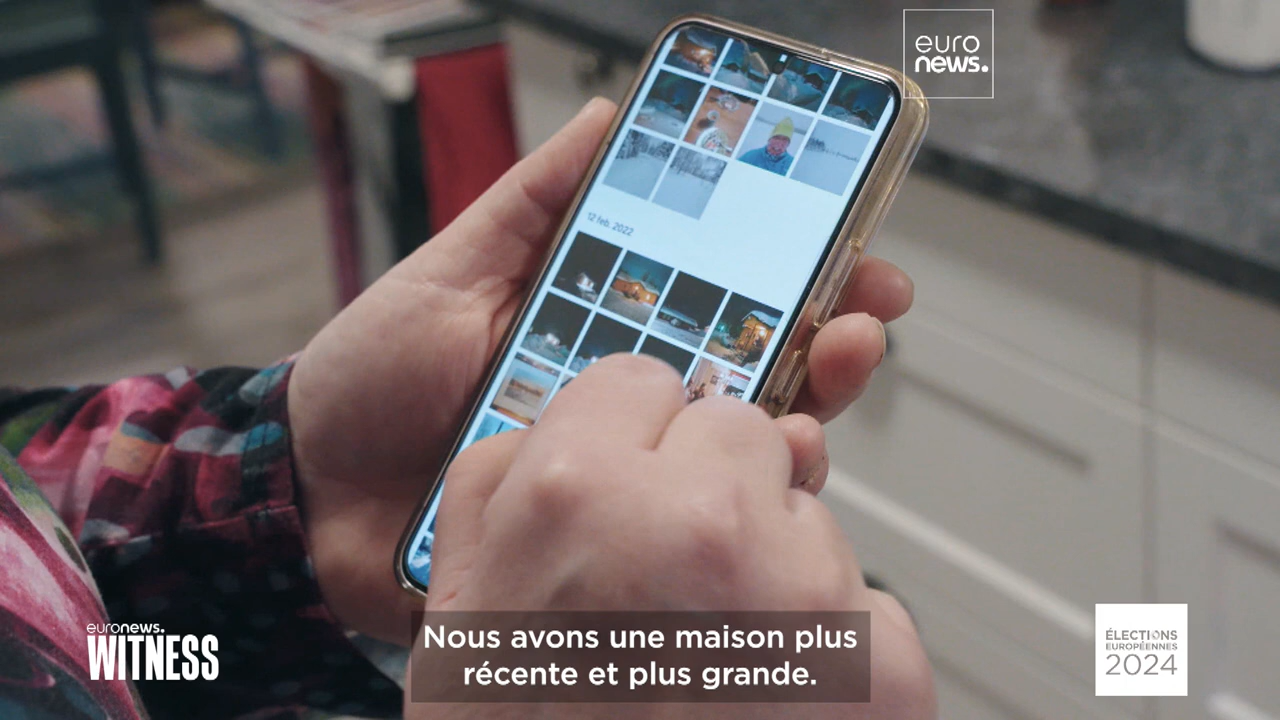 euro
news.
12 feb. 2022
euronews.
WITNESS
Nous avons une maison plus
récente et plus grande.
ÉLECTIONS
EUROPÉENNES
2024